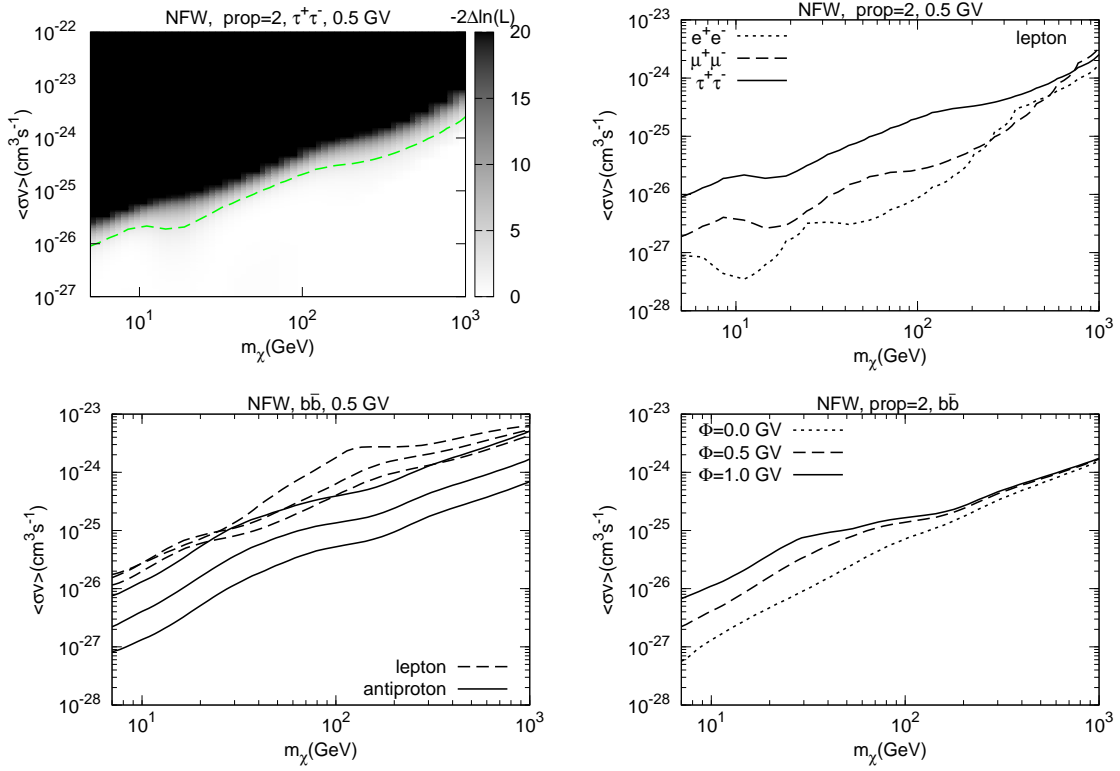 NFW, prop=2, τ⁺τ⁻, 0.5 GV
-2Δln(L)
10⁻²²
10⁻²³
10⁻²⁴
10⁻²⁵
10⁻²⁶
10⁻²⁷
<σv>(cm³s⁻¹)
10¹
10²
10³
m_χ(GeV)
20
15
10
5
0
NFW, prop=2, 0.5 GV
e⁺e⁻
μ⁺μ⁻
τ⁺τ⁻
lepton
10⁻²³
10⁻²⁴
10⁻²⁵
10⁻²⁶
10⁻²⁷
10⁻²⁸
<σv>(cm³s⁻¹)
10¹
10²
10³
m_χ(GeV)
NFW, bb̄, 0.5 GV
10⁻²³
10⁻²⁴
10⁻²⁵
10⁻²⁶
10⁻²⁷
10⁻²⁸
<σv>(cm³s⁻¹)
lepton
antiproton
10¹
10²
10³
m_χ(GeV)
NFW, prop=2, bb̄
Φ=0.0 GV
Φ=0.5 GV
Φ=1.0 GV
10⁻²³
10⁻²⁴
10⁻²⁵
10⁻²⁶
10⁻²⁷
10⁻²⁸
<σv>(cm³s⁻¹)
10¹
10²
10³
m_χ(GeV)